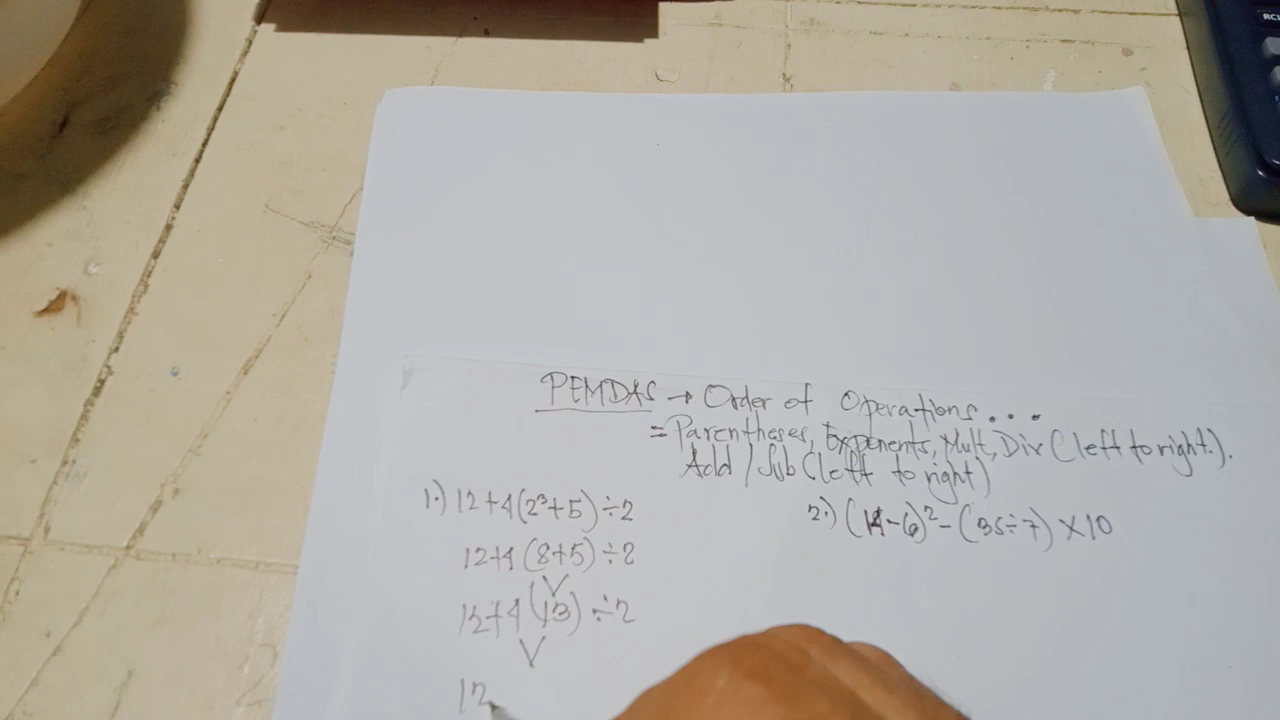 PEMDAS → Order of Operations...
= Parentheses, Exponents, Mult, Div (left to right.).
Add / Sub (left to right)
1.) 12+4(2³+5)÷2
12+4(8+5)÷2
12+4(13)÷2
12
2.) (14-6)²-(35÷7)×10
RCL